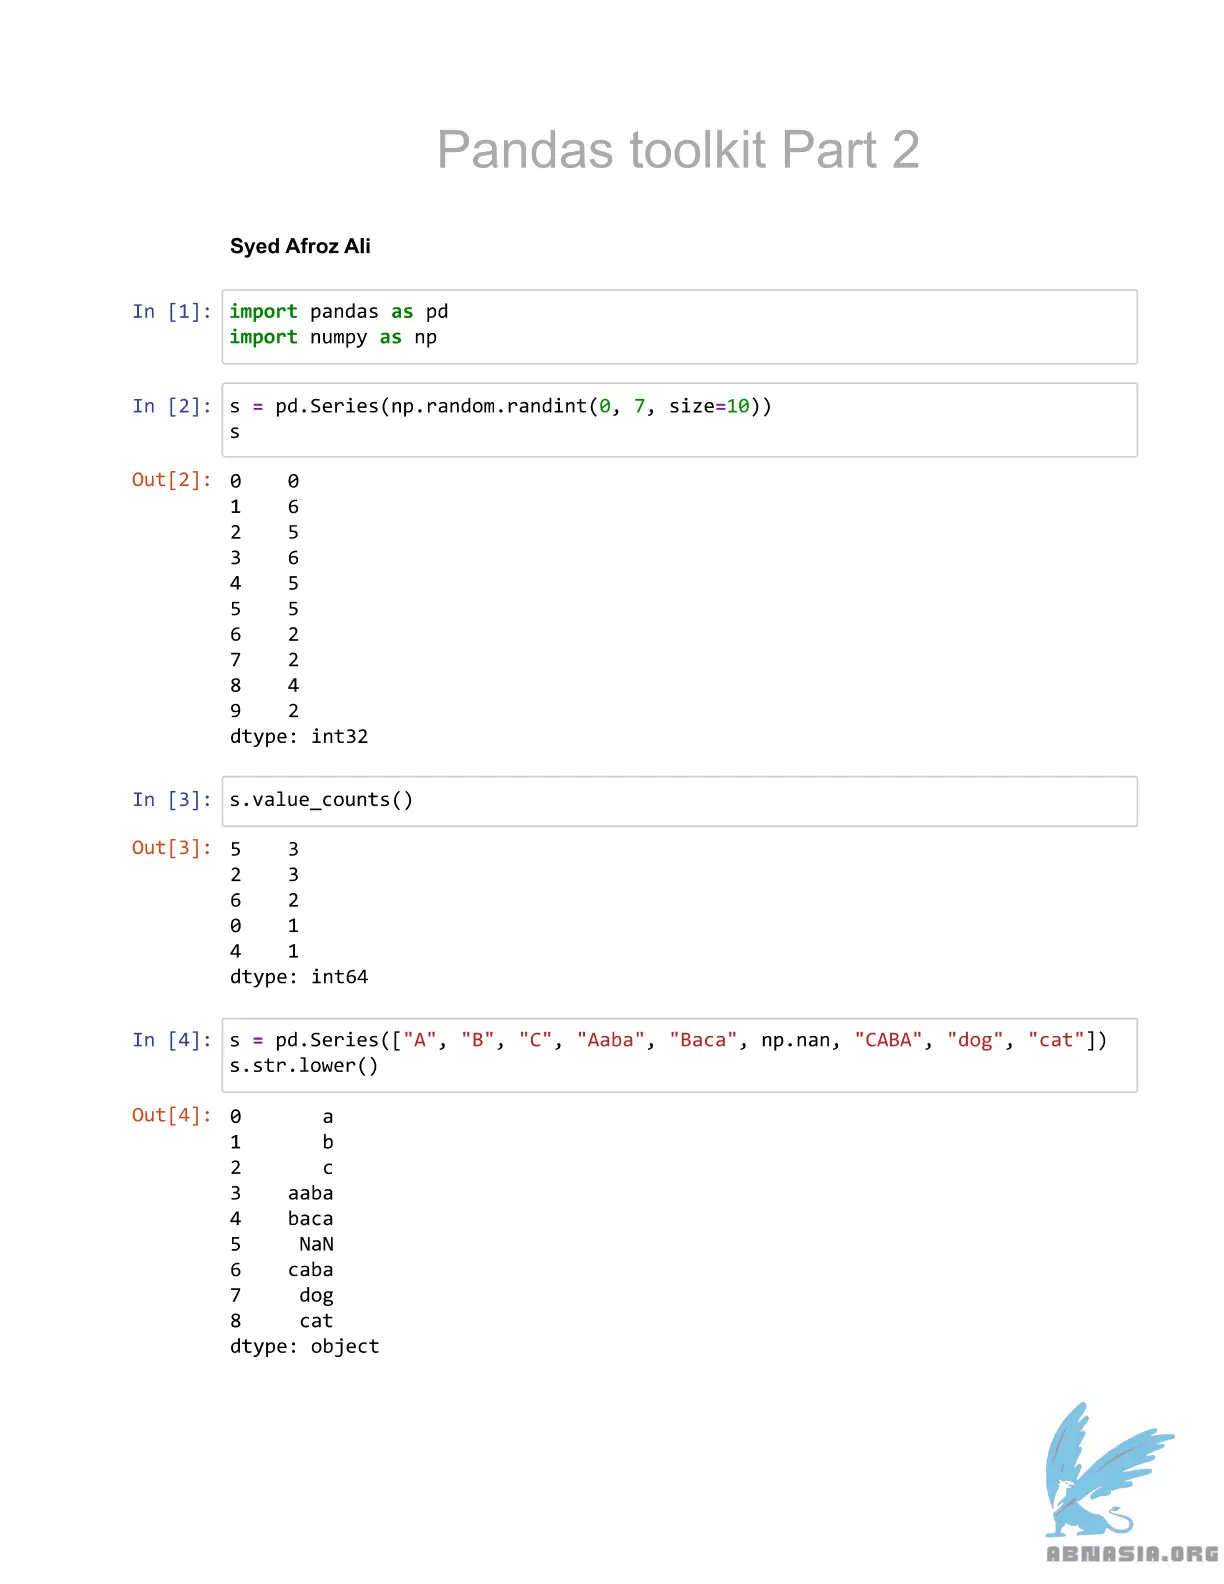 Pandas toolkit Part 2
Syed Afroz Ali
In [1]: import pandas as pd
import numpy as np
In [2]: s = pd.Series(np.random.randint(0, 7, size=10))
s
Out[2]: 0    0
1    6
2    5
3    6
4    5
5    5
6    2
7    2
8    4
9    2
dtype: int32
In [3]: s.value_counts()
Out[3]: 5    3
2    3
6    2
0    1
4    1
dtype: int64
In [4]: s = pd.Series(["A", "B", "C", "Aaba", "Baca", np.nan, "CABA", "dog", "cat"])
s.str.lower()
Out[4]: 0       a
1       b
2       c
3    aaba
4    baca
5     NaN
6    caba
7     dog
8     cat
dtype: object
ABNASIA.ORG